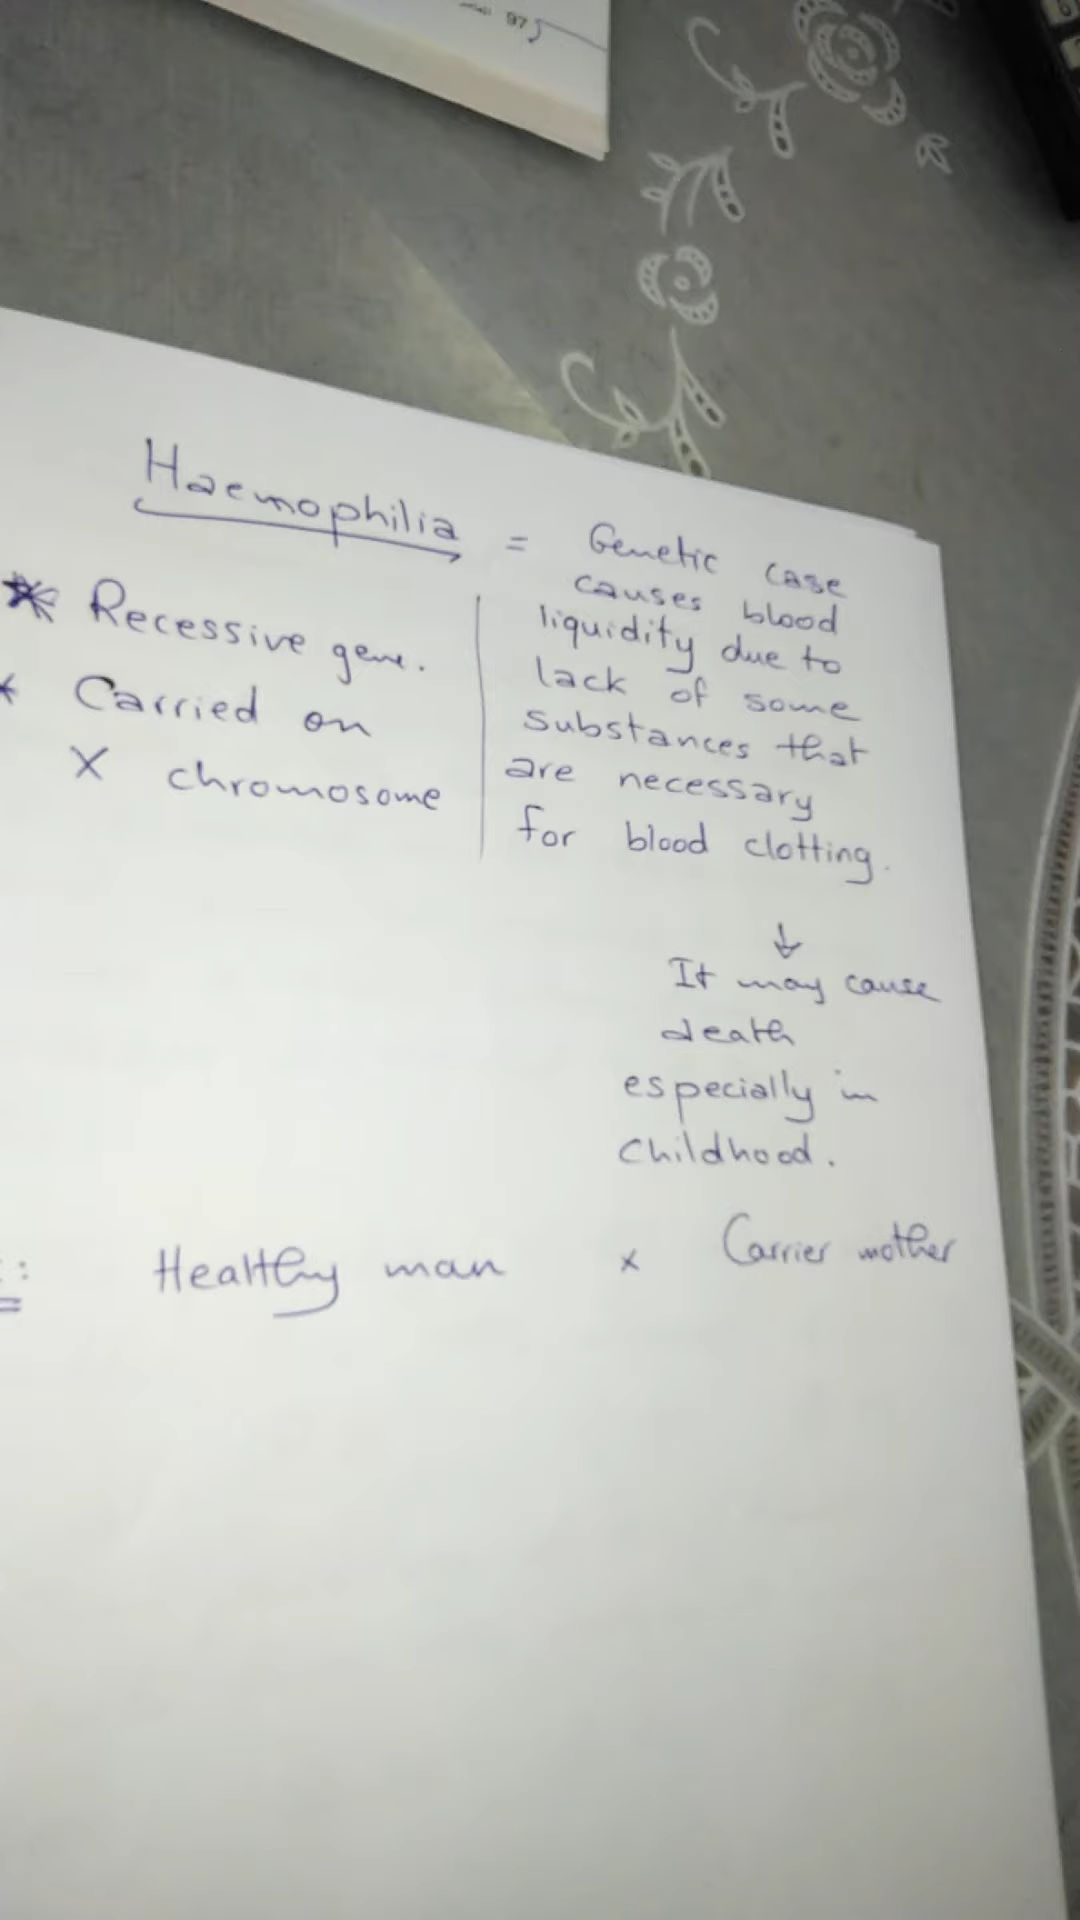 97
Haemophilia = Genetic case
causes blood
liquidity due to
lack of some
substances that
are necessary
for blood clotting.
* Recessive gene.
* Carried on
X chromosome
↓
It may cause
death
especially in
childhood.
Healthy man x Carrier mother